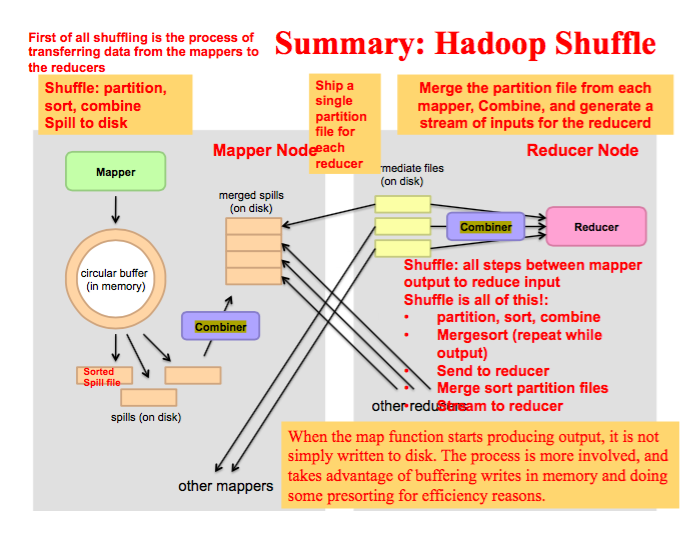 First of all shuffling is the process of
transferring data from the mappers to
the reducers
Summary: Hadoop Shuffle
Shuffle: partition,
sort, combine
Spill to disk
Ship a
single
partition
file for
each
reducer
Merge the partition file from each
mapper, Combine, and generate a
stream of inputs for the reducerd
Mapper Node
Reducer Node
Mapper
merged spills
(on disk)
rmediate files
(on disk)
Combiner
Reducer
circular buffer
(in memory)
Combiner
Sorted
Spill file
spills (on disk)
Shuffle: all steps between mapper
output to reduce input
Shuffle is all of this!:
• partition, sort, combine
• Mergesort (repeat while
output)
• Send to reducer
• Merge sort partition files
• Stream to reducer
other reducers
other mappers
When the map function starts producing output, it is not
simply written to disk. The process is more involved, and
takes advantage of buffering writes in memory and doing
some presorting for efficiency reasons.